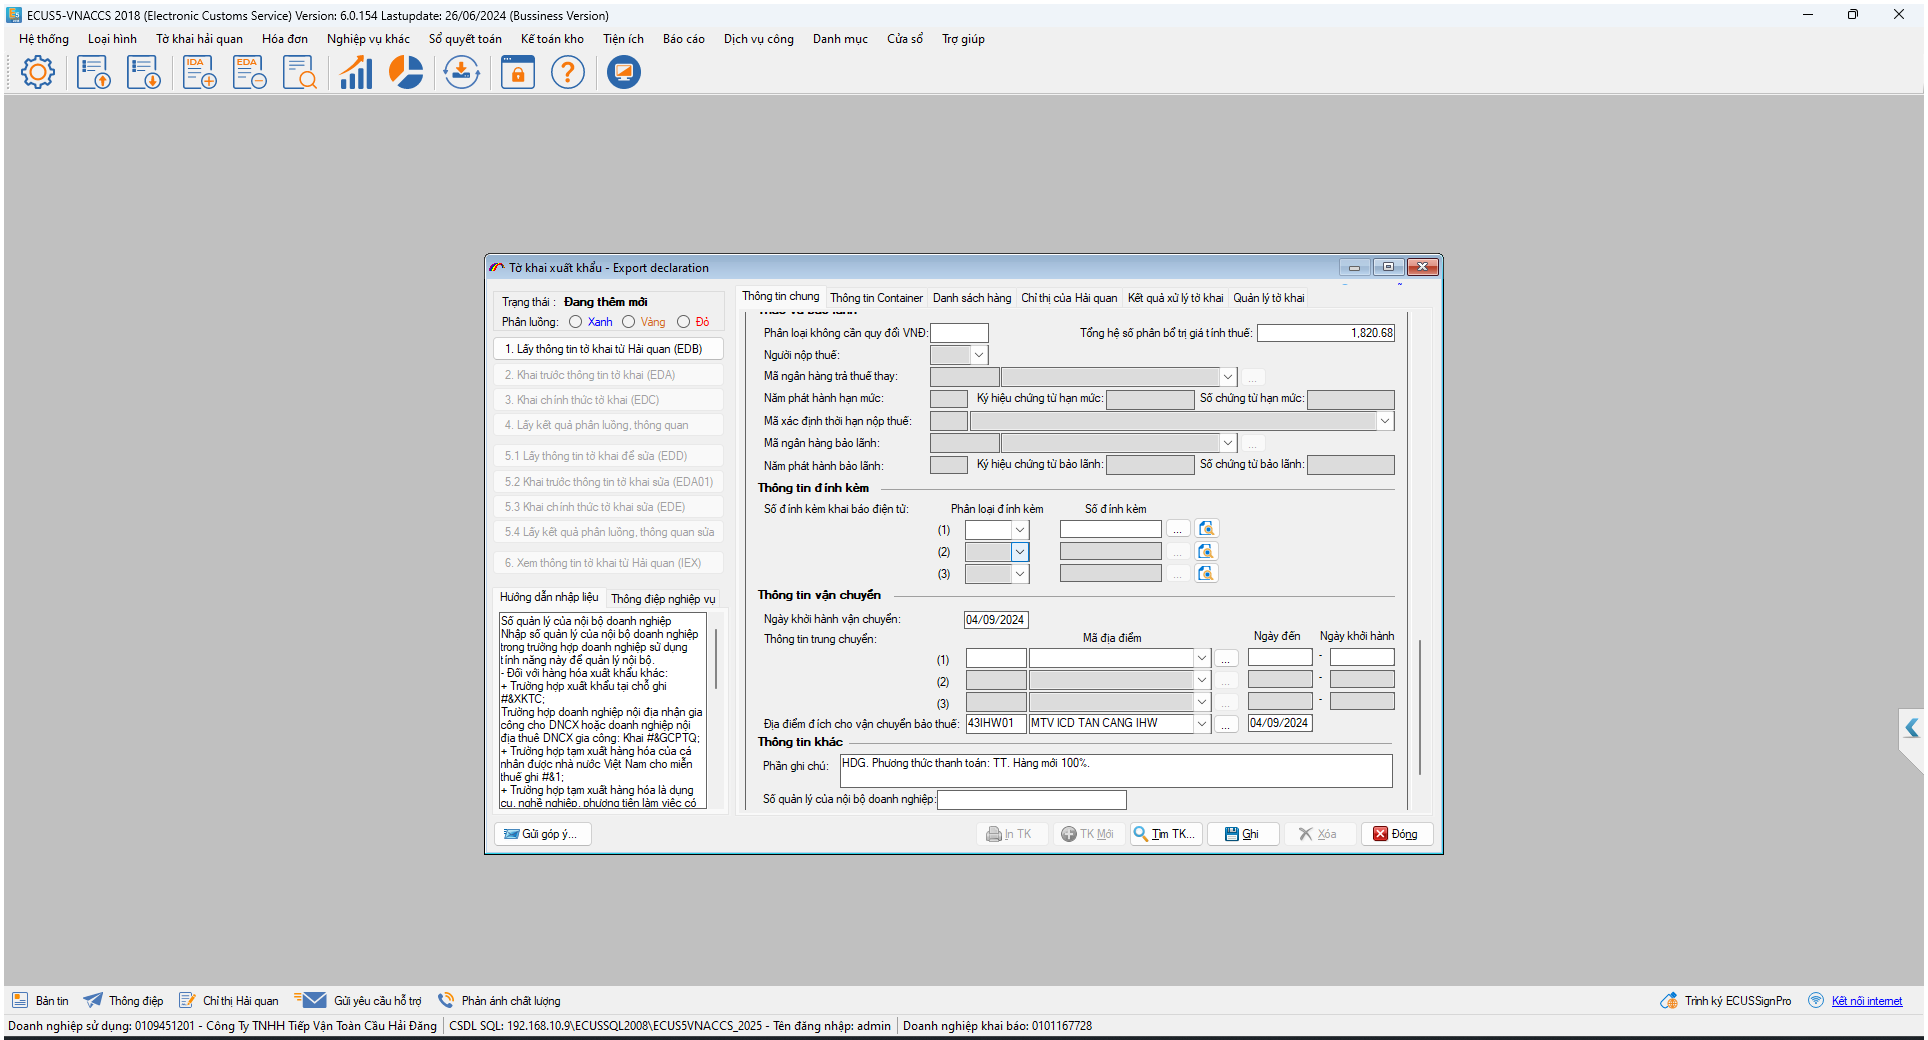 ECUS5-VNACCS 2018 (Electronic Customs Service) Version: 6.0.154 Lastupdate: 26/06/2024 (Bussiness Version)
Hệ thống Loại hình Tờ khai hải quan Hóa đơn Nghiệp vụ khác Sổ quyết toán Kế toán kho Tiện ích Báo cáo Dịch vụ công Danh mục Cửa sổ Trợ giúp
IDA EDA
Tờ khai xuất khẩu - Export declaration
Trạng thái : Đang thêm mới
Phân luồng: Xanh Vàng Đỏ
1. Lấy thông tin tờ khai từ Hải quan (EDB)
2. Khai trước thông tin tờ khai (EDA)
3. Khai chính thức tờ khai (EDC)
4. Lấy kết quả phân luồng, thông quan
5.1 Lấy thông tin tờ khai để sửa (EDD)
5.2 Khai trước thông tin tờ khai sửa (EDA01)
5.3 Khai chính thức tờ khai sửa (EDE)
5.4 Lấy kết quả phân luồng, thông quan sửa
6. Xem thông tin tờ khai từ Hải quan (IEX)
Hướng dẫn nhập liệu Thông điệp nghiệp vụ
Số quản lý của nội bộ doanh nghiệp
Nhập số quản lý của nội bộ doanh nghiệp
trong trường hợp doanh nghiệp sử dụng
tính năng này để quản lý nội bộ.
- Đối với hàng hóa xuất khẩu khác:
+ Trường hợp xuất khẩu tại chỗ ghi
#&XKTC;
Trường hợp doanh nghiệp nội địa nhận gia
công cho DNCX hoặc doanh nghiệp nội
địa thuê DNCX gia công: Khai #&GCPTQ;
+ Trường hợp tạm xuất hàng hóa của cá
nhân được nhà nước Việt Nam cho miễn
thuế ghi #&1;
+ Trường hợp tạm xuất hàng hóa là dụng
cụ, nghề nghiệp, phương tiện làm việc có
Gửi góp ý...
Thông tin chung Thông tin Container Danh sách hàng Chỉ thị của Hải quan Kết quả xử lý tờ khai Quản lý tờ khai
Thuế và bảo lãnh
Phân loại không cần quy đổi VNĐ: Tổng hệ số phân bổ trị giá tính thuế: 1,820.68
Người nộp thuế:
Mã ngân hàng trả thuế thay: ...
Năm phát hành hạn mức: Ký hiệu chứng từ hạn mức: Số chứng từ hạn mức:
Mã xác định thời hạn nộp thuế:
Mã ngân hàng bảo lãnh: ...
Năm phát hành bảo lãnh: Ký hiệu chứng từ bảo lãnh: Số chứng từ bảo lãnh:
Thông tin đính kèm
Số đính kèm khai báo điện tử: Phân loại đính kèm Số đính kèm
(1) ...
(2) ...
(3) ...
Thông tin vận chuyển
Ngày khởi hành vận chuyển: 04/09/2024
Thông tin trung chuyển: Mã địa điểm Ngày đến Ngày khởi hành
(1) ... -
(2) ... -
(3) ... -
Địa điểm đích cho vận chuyển bảo thuế: 43IHW01 MTV ICD TAN CANG IHW ... 04/09/2024
Thông tin khác
Phần ghi chú: HDG. Phương thức thanh toán: TT. Hàng mới 100%.
Số quản lý của nội bộ doanh nghiệp:
In TK TK Mới Tìm TK... Ghi Xóa Đóng
Bản tin Thông điệp Chỉ thị Hải quan Gửi yêu cầu hỗ trợ Phản ánh chất lượng Trình ký ECUSSignPro Kết nối internet
Doanh nghiệp sử dụng: 0109451201 - Công Ty TNHH Tiếp Vận Toàn Cầu Hải Đăng CSDL SQL: 192.168.10.9\ECUSSQL2008\ECUS5VNACCS_2025 - Tên đăng nhập: admin Doanh nghiệp khai báo: 0101167728